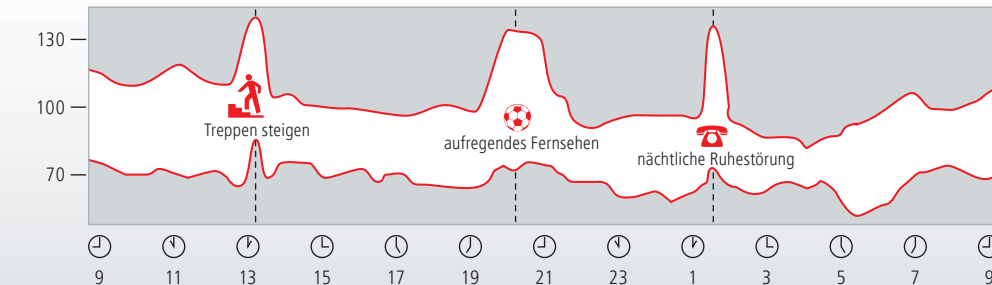 130
100
Treppen steigen
aufregendes Fernsehen
nächtliche Ruhestörung
70
9 11 13 15 17 19 21 23 1 3 5 7 9